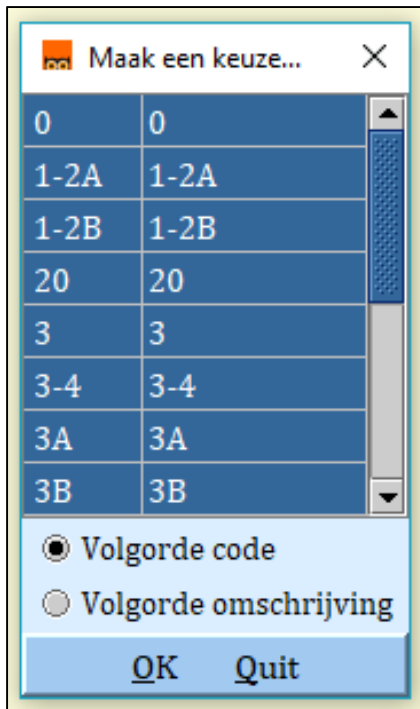 Maak een keuze...
0 0
1-2A 1-2A
1-2B 1-2B
20 20
3 3
3-4 3-4
3A 3A
3B 3B
Volgorde code
Volgorde omschrijving
OK Quit